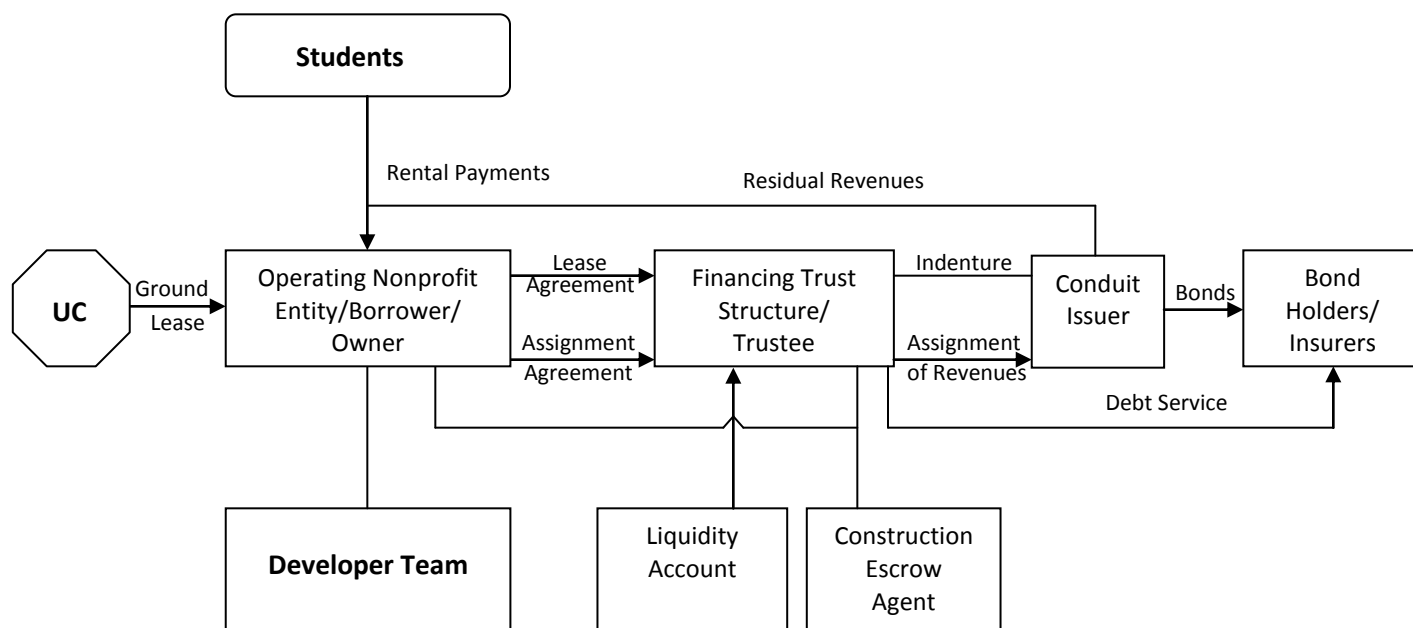 Students
Rental Payments
Residual Revenues
UC
Ground
Lease
Operating Nonprofit
Entity/Borrower/
Owner
Lease
Agreement
Assignment
Agreement
Financing Trust
Structure/
Trustee
Indenture
Assignment
of Revenues
Conduit
Issuer
Bonds
Bond
Holders/
Insurers
Debt Service
Developer Team
Liquidity
Account
Construction
Escrow
Agent